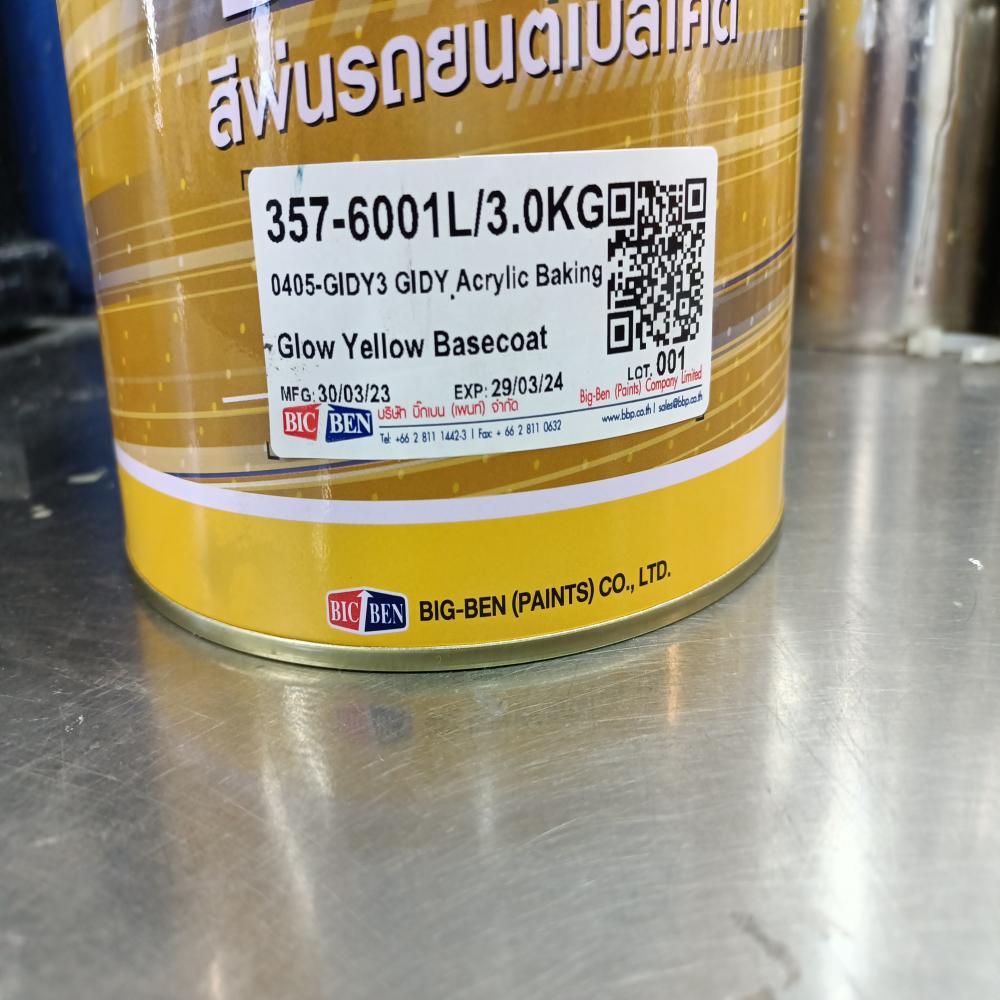 สีพ่นรถยนต์เบสโค้ต
357-6001L/3.0KG
0405-GIDY3 GIDY Acrylic Baking
Glow Yellow Basecoat
LOT. 001
MFG: 30/03/23 EXP: 29/03/24
BIG BEN บริษัท บิ๊กเบน (เพนท์) จำกัด Big-Ben (Paints) Company Limited
Tel: +66 2 811 1442-3 | Fax: + 66 2 811 0632 www.bbp.co.th | sales@bbp.co.th
BIG BEN BIG-BEN (PAINTS) CO., LTD.